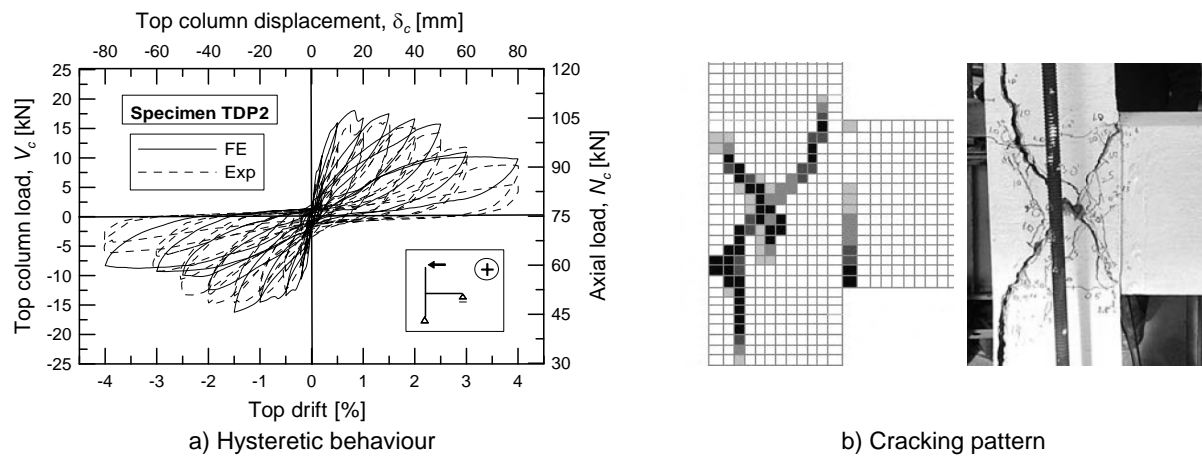 Top column displacement, δc [mm]
-80 -60 -40 -20 0 20 40 60 80
Top column load, Vc [kN]
25
20
15
10
5
0
-5
-10
-15
-20
-25
Specimen TDP2
FE
Exp
+
120
105
90
75
60
45
30
Axial load, Nc [kN]
-4 -3 -2 -1 0 1 2 3 4
Top drift [%]
a) Hysteretic behaviour
b) Cracking pattern